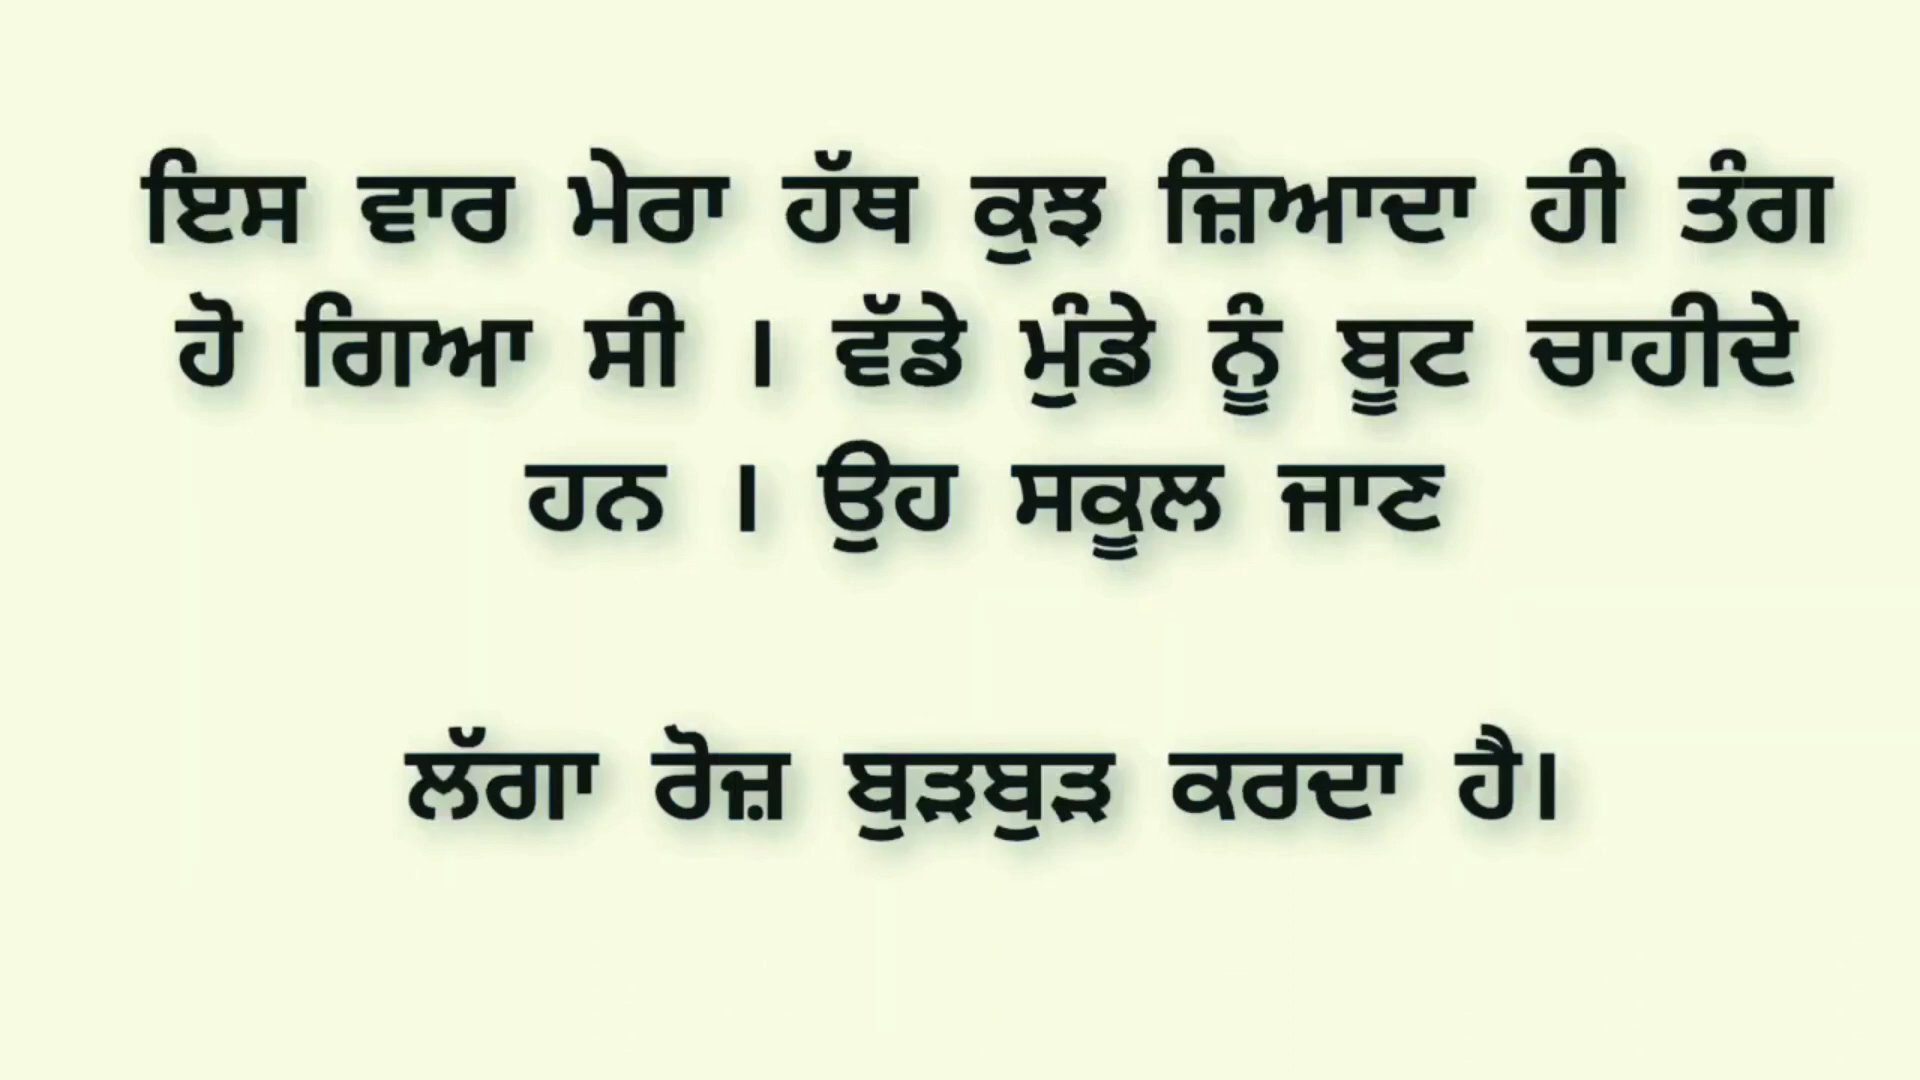 ਇਸ ਵਾਰ ਮੇਰਾ ਹੱਥ ਕੁਝ ਜ਼ਿਆਦਾ ਹੀ ਤੰਗ
ਹੋ ਗਿਆ ਸੀ । ਵੱਡੇ ਮੁੰਡੇ ਨੂੰ ਬੂਟ ਚਾਹੀਦੇ
ਹਨ । ਉਹ ਸਕੂਲ ਜਾਣ
ਲੱਗਾ ਰੋਜ਼ ਬੁੜਬੁੜ ਕਰਦਾ ਹੈ।